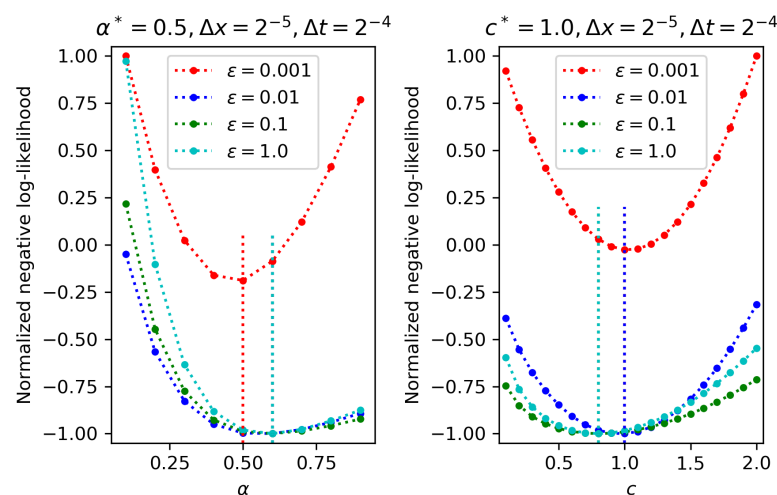 α* = 0.5, Δx = 2⁻⁵, Δt = 2⁻⁴
Normalized negative log-likelihood
1.00
0.75
0.50
0.25
0.00
−0.25
−0.50
−0.75
−1.00
ε = 0.001
ε = 0.01
ε = 0.1
ε = 1.0
0.25 0.50 0.75
α
c* = 1.0, Δx = 2⁻⁵, Δt = 2⁻⁴
Normalized negative log-likelihood
1.00
0.75
0.50
0.25
0.00
−0.25
−0.50
−0.75
−1.00
ε = 0.001
ε = 0.01
ε = 0.1
ε = 1.0
0.5 1.0 1.5 2.0
c